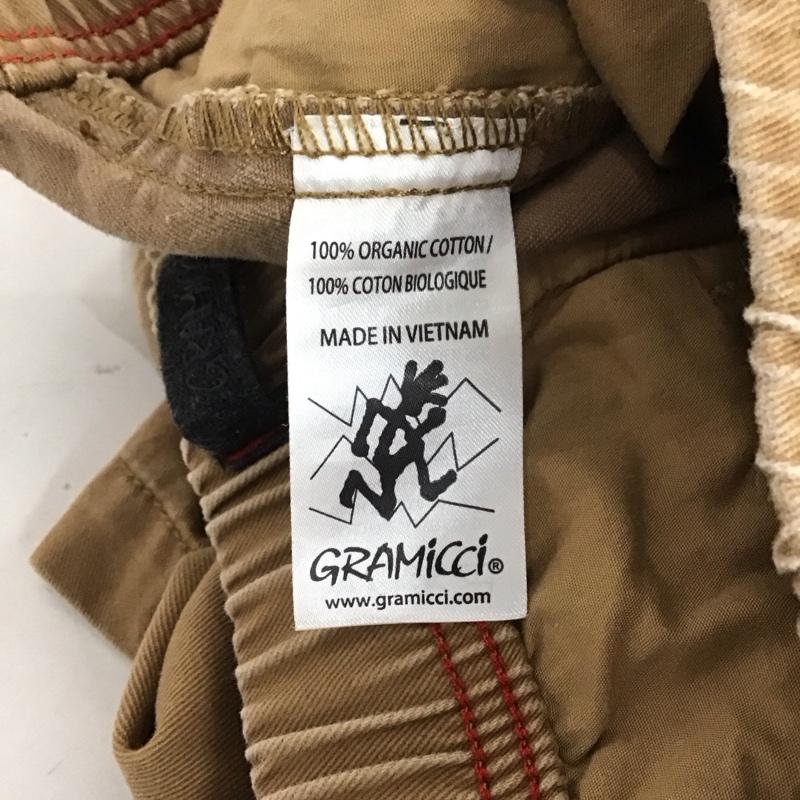 100% ORGANIC COTTON /
100% COTON BIOLOGIQUE
MADE IN VIETNAM
GRAMiCCi®
www.gramicci.com